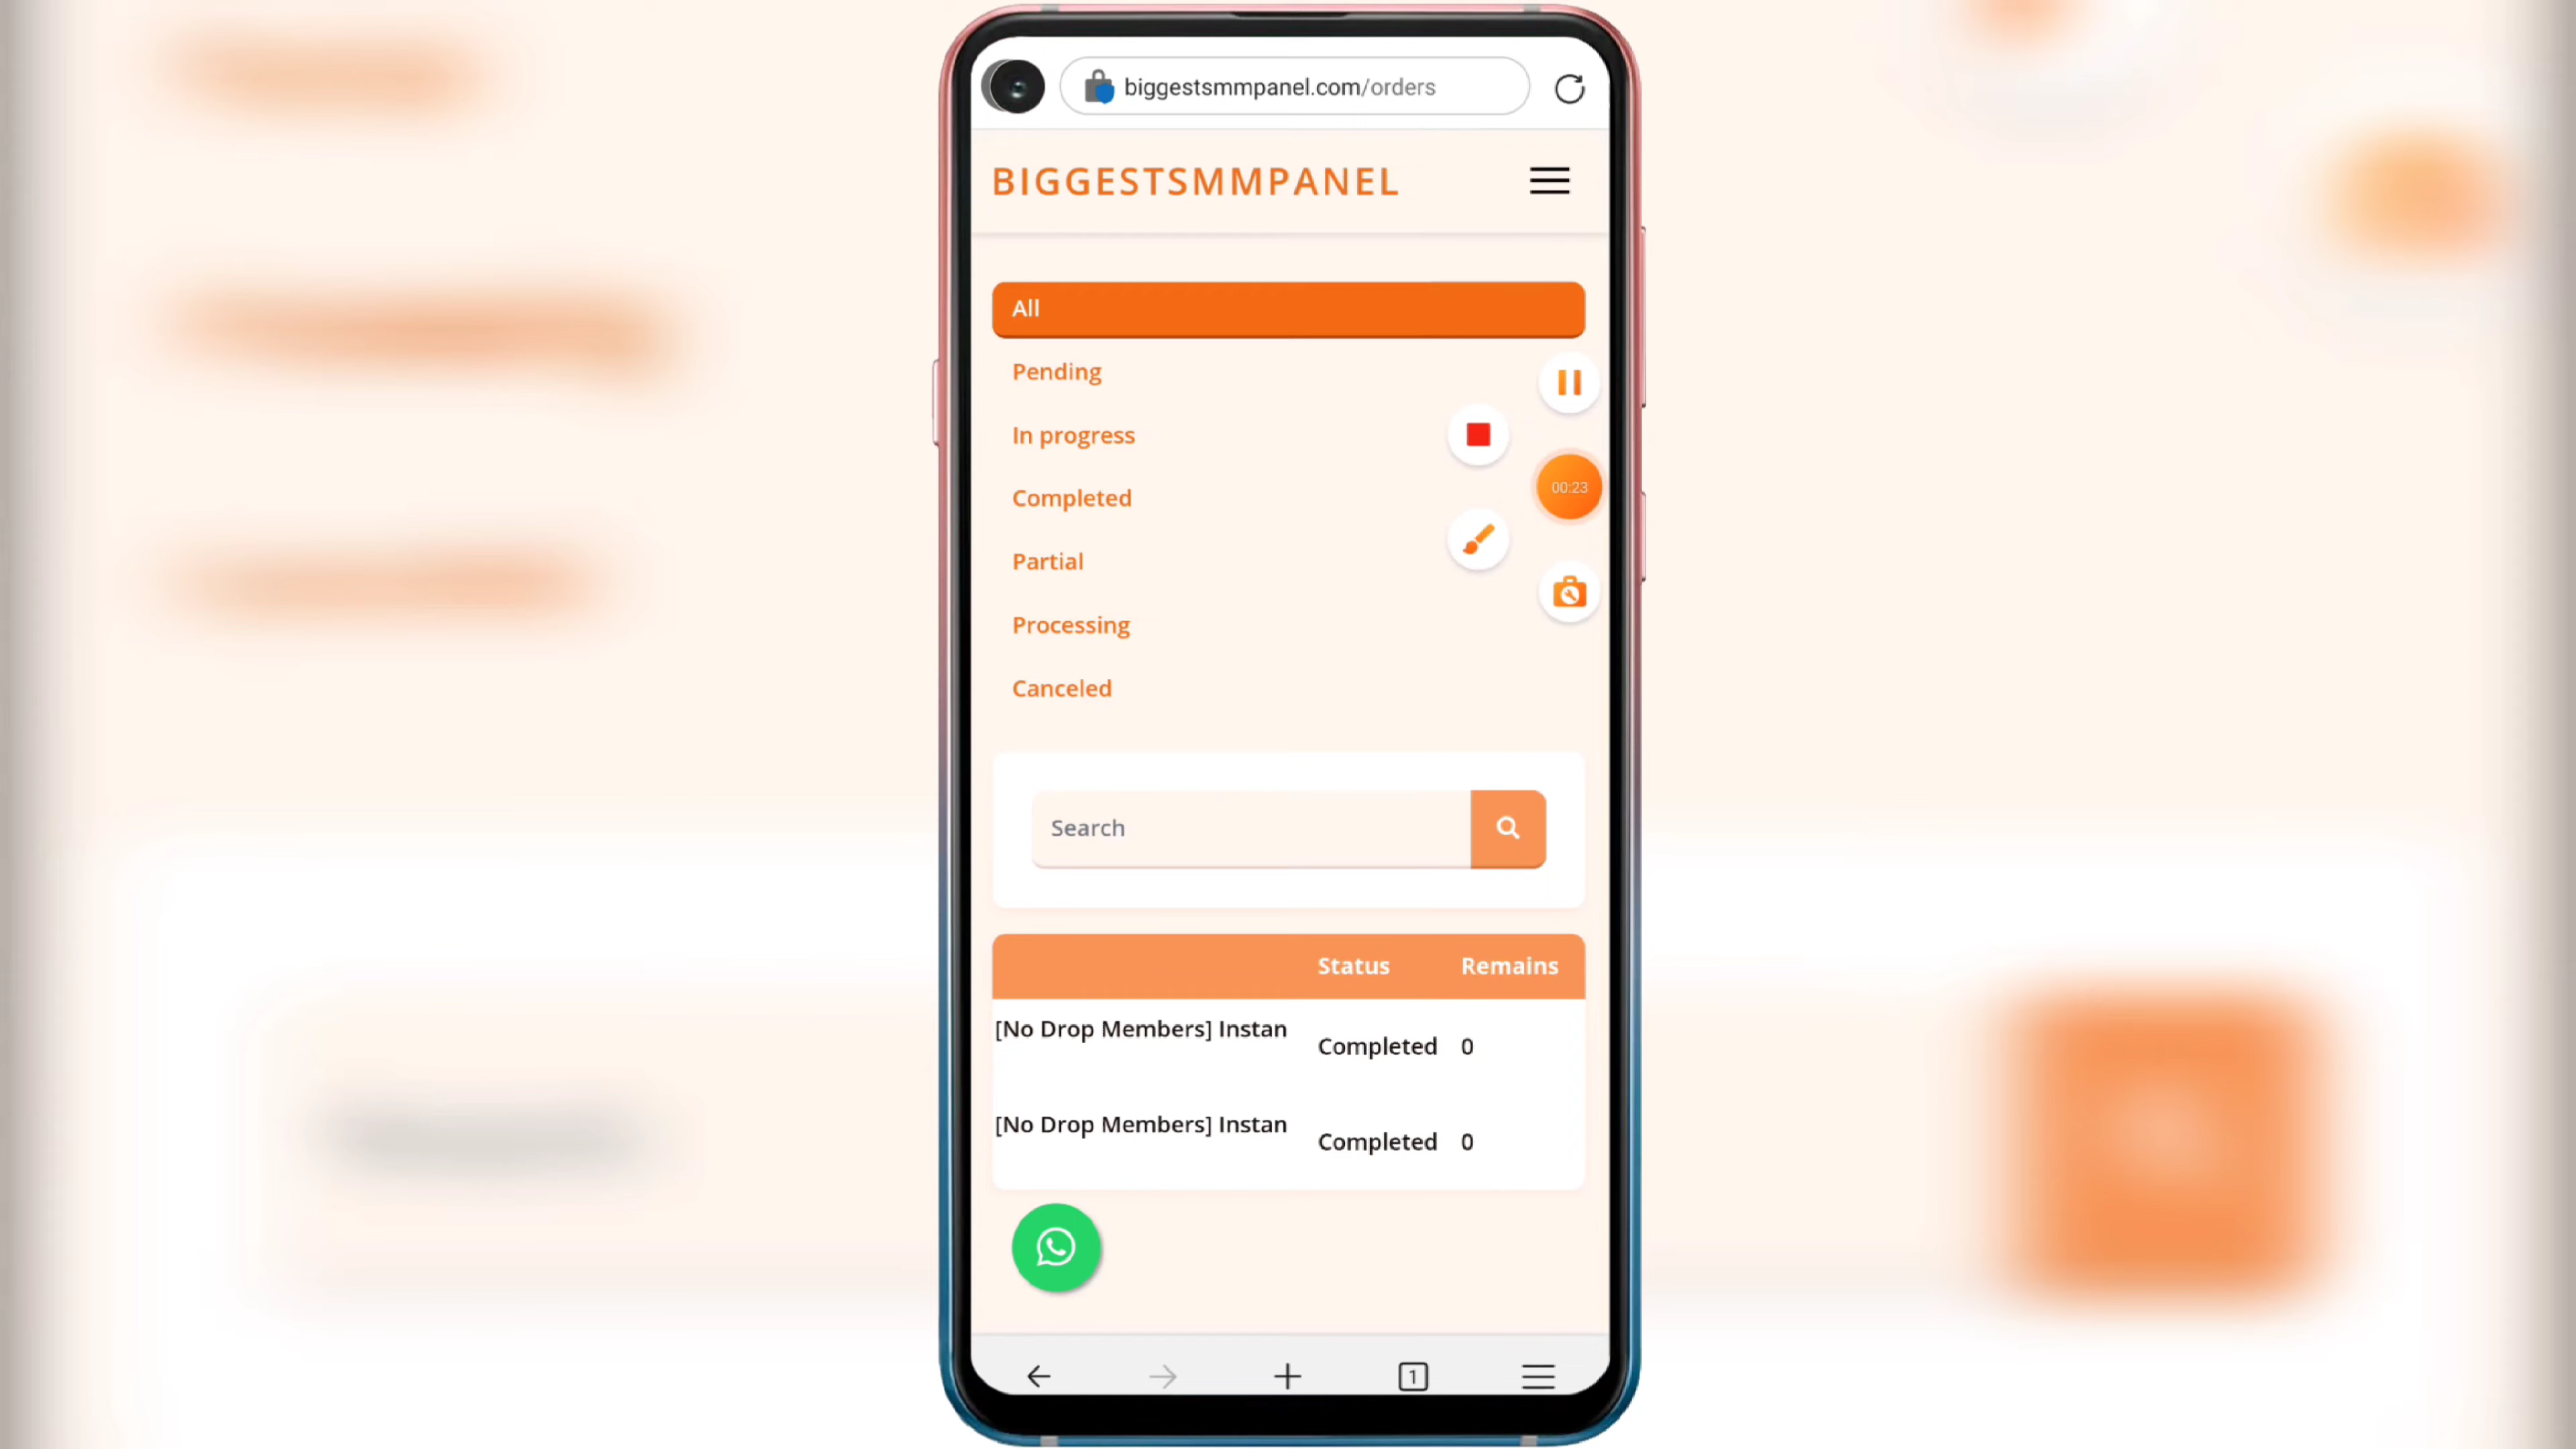 biggestsmmpanel.com/orders
BIGGESTSMMPANEL
All
Pending
In progress
00:23
Completed
Partial
Processing
Canceled
Search
Status Remains
[No Drop Members] Instan Completed 0
[No Drop Members] Instan Completed 0
1